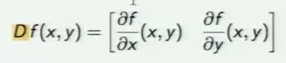 Df(x, y) = [∂f/∂x (x, y) ∂f/∂y (x, y)]